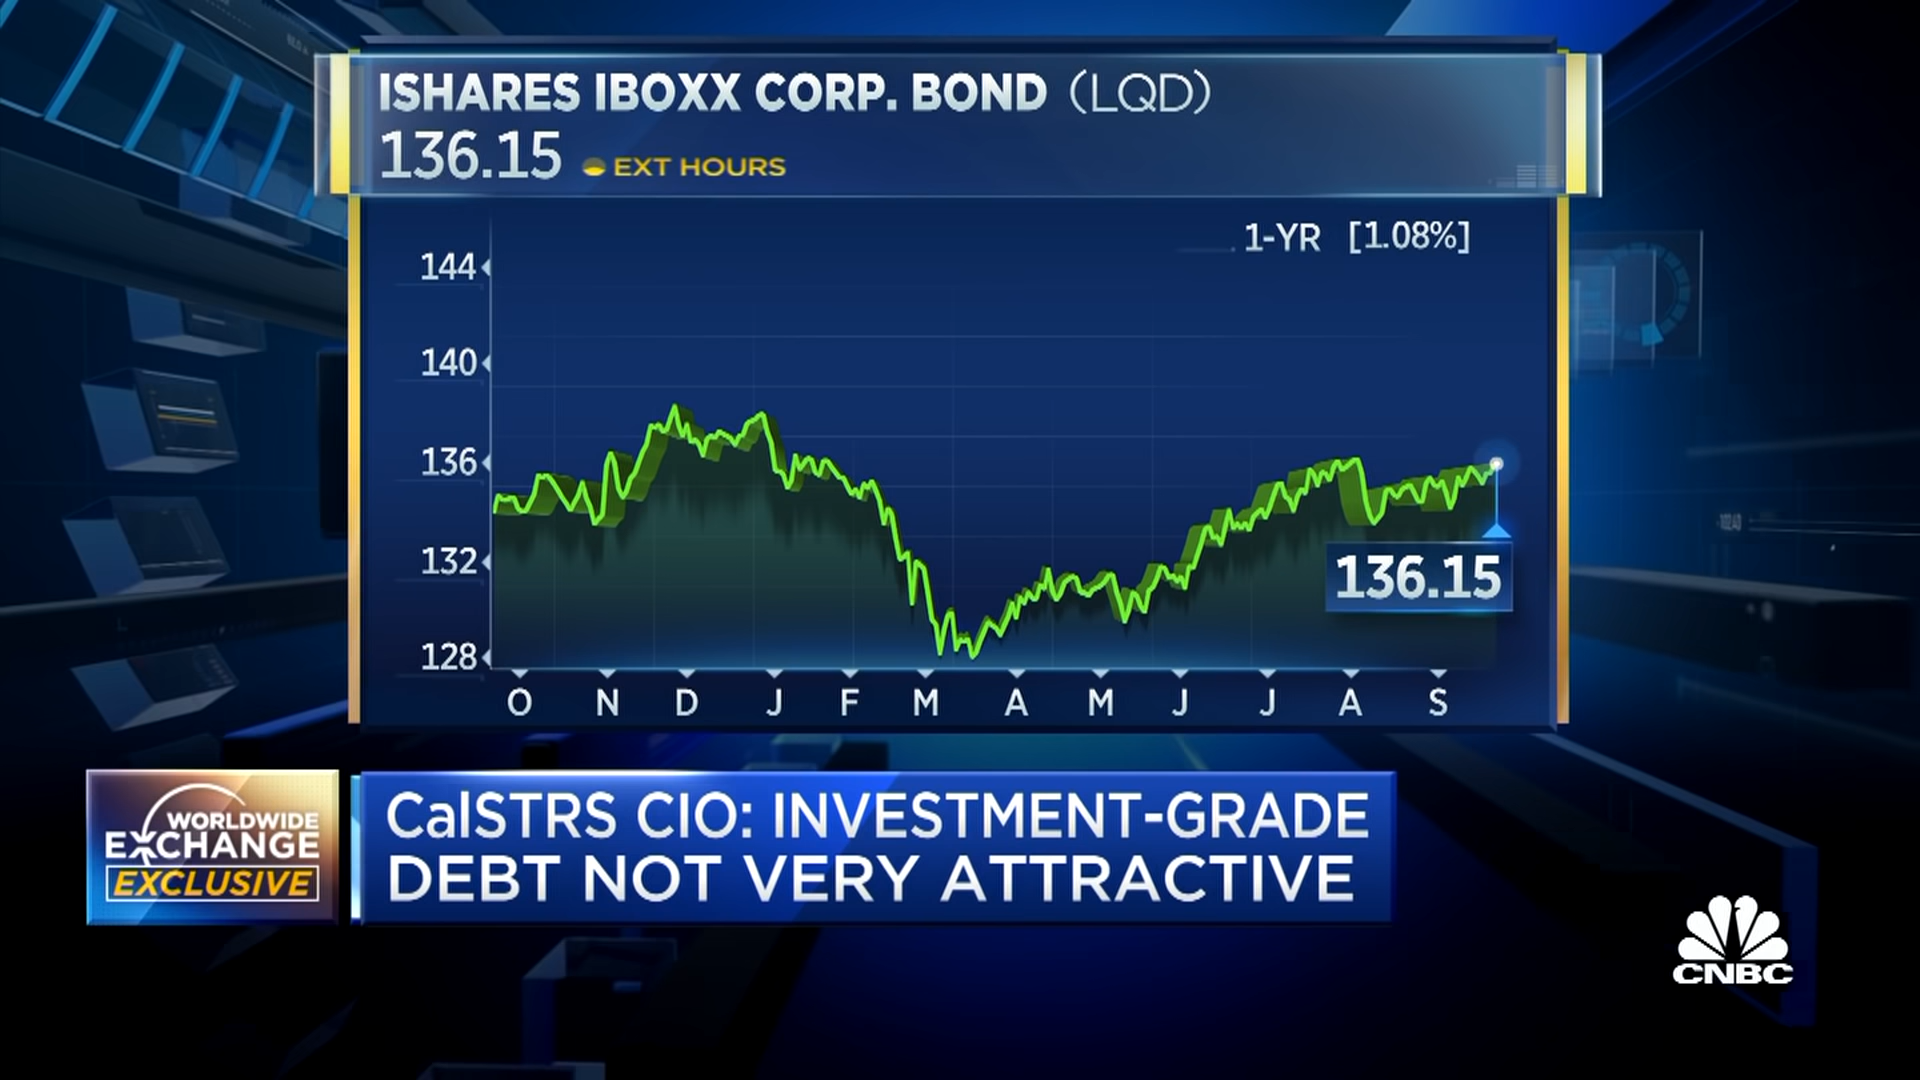 ISHARES IBOXX CORP. BOND (LQD)
136.15 EXT HOURS
1-YR [1.08%]
144
140
136
132
128
136.15
O N D J F M A M J J A S
WORLDWIDE
EXCHANGE
EXCLUSIVE
CalSTRS CIO: INVESTMENT-GRADE
DEBT NOT VERY ATTRACTIVE
CNBC